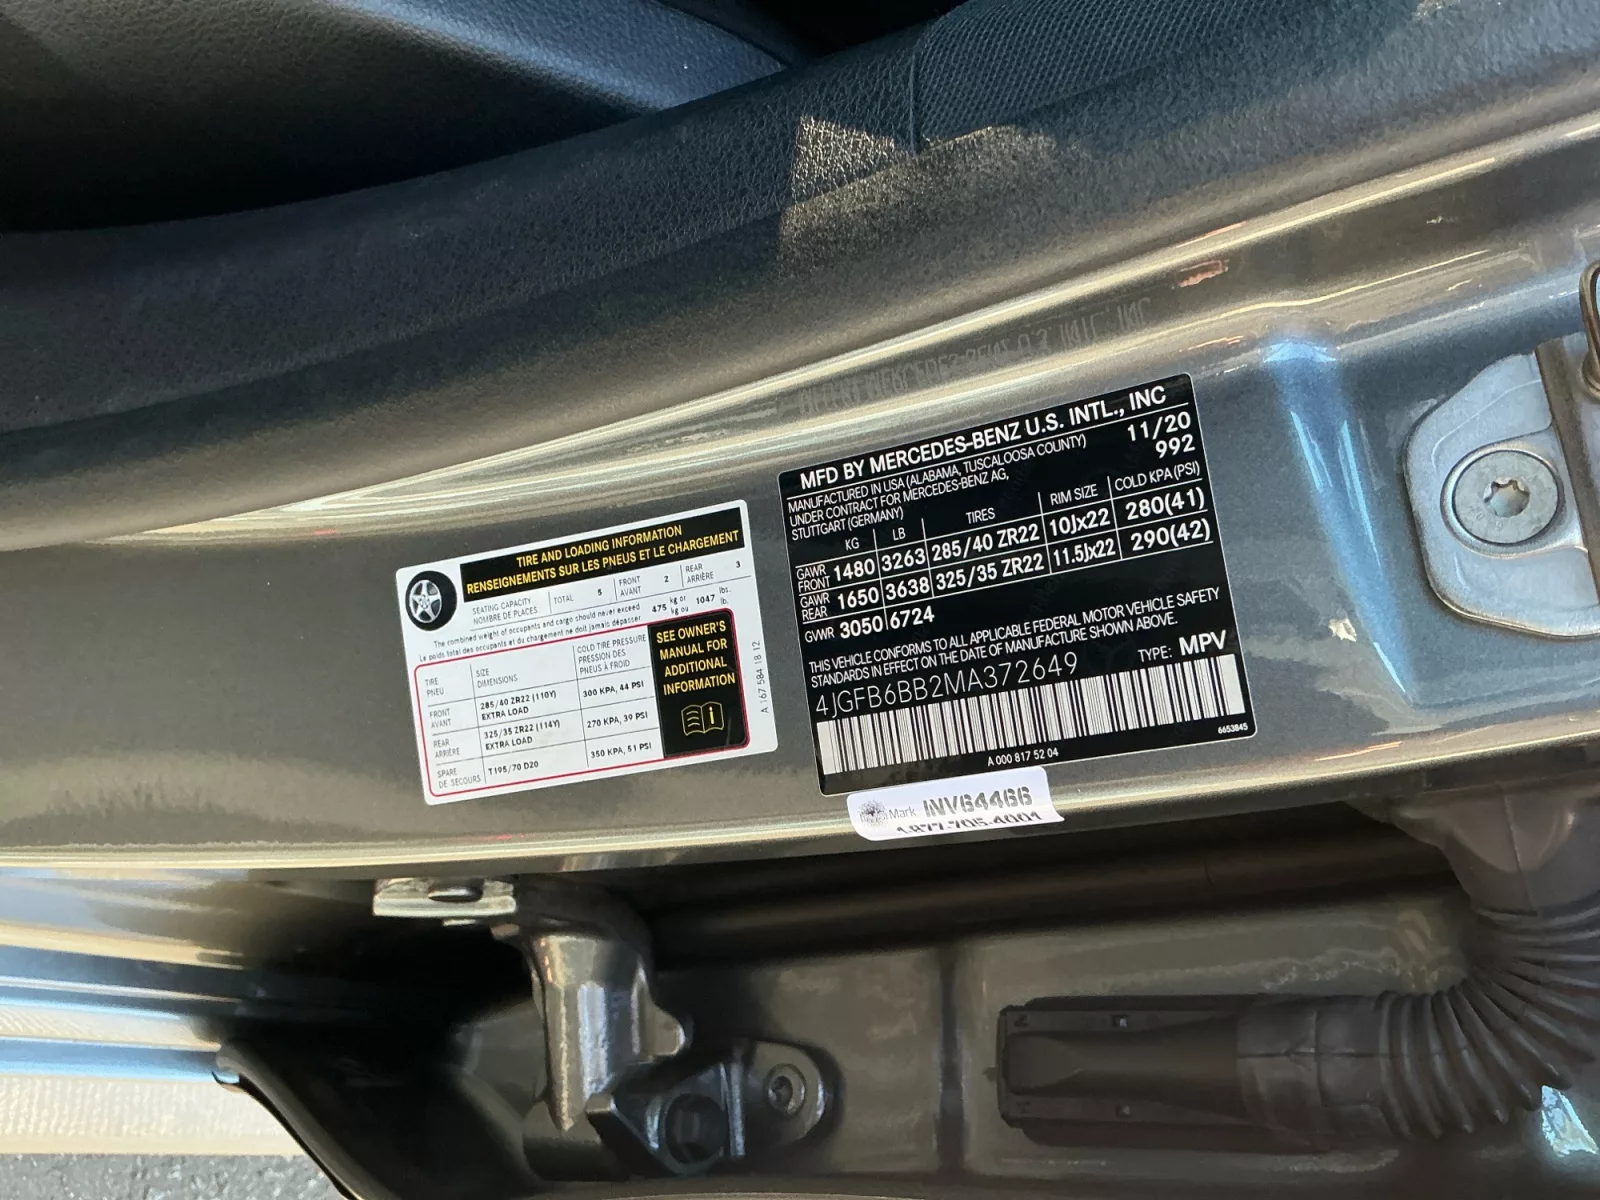 TIRE AND LOADING INFORMATION
RENSEIGNEMENTS SUR LES PNEUS ET LE CHARGEMENT
SEATING CAPACITY
NOMBRE DE PLACES
TOTAL 5
FRONT
AVANT 2
REAR
ARRIÈRE 3
The combined weight of occupants and cargo should never exceed 475 kg or 1047 lbs.
Le poids total des occupants et du chargement ne doit jamais dépasser kg ou lb.
TIRE
PNEU
SIZE
DIMENSIONS
COLD TIRE PRESSURE
PRESSION DES
PNEUS À FROID
FRONT
AVANT
285/40 ZR22 (110Y)
EXTRA LOAD
300 KPA, 44 PSI
REAR
ARRIÈRE
325/35 ZR22 (114Y)
EXTRA LOAD
270 KPA, 39 PSI
SPARE
DE SECOURS
T195/70 D20
350 KPA, 51 PSI
SEE OWNER'S
MANUAL FOR
ADDITIONAL
INFORMATION
A 167 584 18 12
MFD BY MERCEDES-BENZ U.S. INTL., INC
MANUFACTURED IN USA (ALABAMA, TUSCALOOSA COUNTY)
UNDER CONTRACT FOR MERCEDES-BENZ AG,
STUTTGART (GERMANY)
11/20
992
KG LB TIRES RIM SIZE COLD KPA (PSI)
GAWR
FRONT 1480 3263 285/40 ZR22 10Jx22 280(41)
GAWR
REAR 1650 3638 325/35 ZR22 11.5Jx22 290(42)
GVWR 3050 6724
THIS VEHICLE CONFORMS TO ALL APPLICABLE FEDERAL MOTOR VEHICLE SAFETY
STANDARDS IN EFFECT ON THE DATE OF MANUFACTURE SHOWN ABOVE.
4JGFB6BB2MA372649 TYPE: MPV
A 000 817 52 04
6653845
Mark INV64466
1-877-705-4001